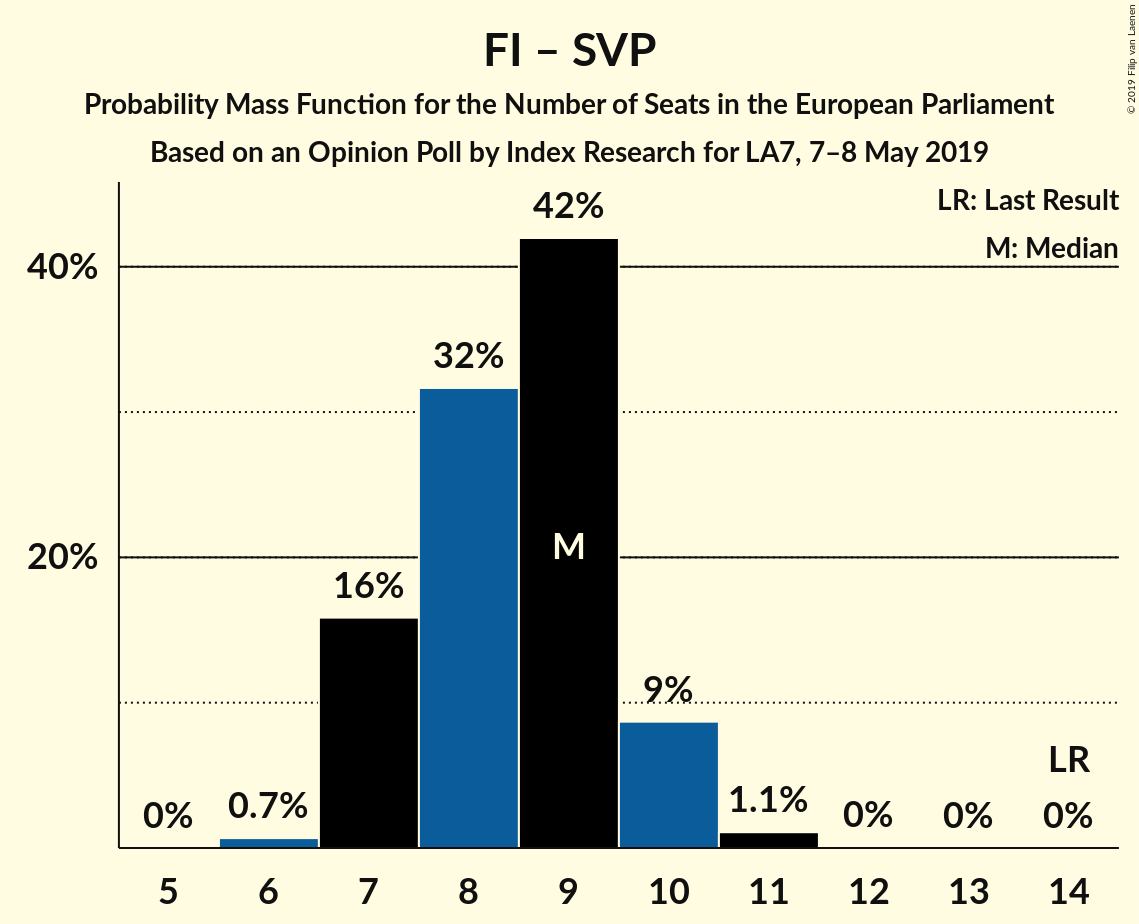 FI – SVP
Probability Mass Function for the Number of Seats in the European Parliament
Based on an Opinion Poll by Index Research for LA7, 7–8 May 2019
© 2019 Filip van Laenen
LR: Last Result
M: Median
40%
20%
0%
0.7%
16%
32%
42%
M
9%
1.1%
0%
0%
LR
0%
5 6 7 8 9 10 11 12 13 14